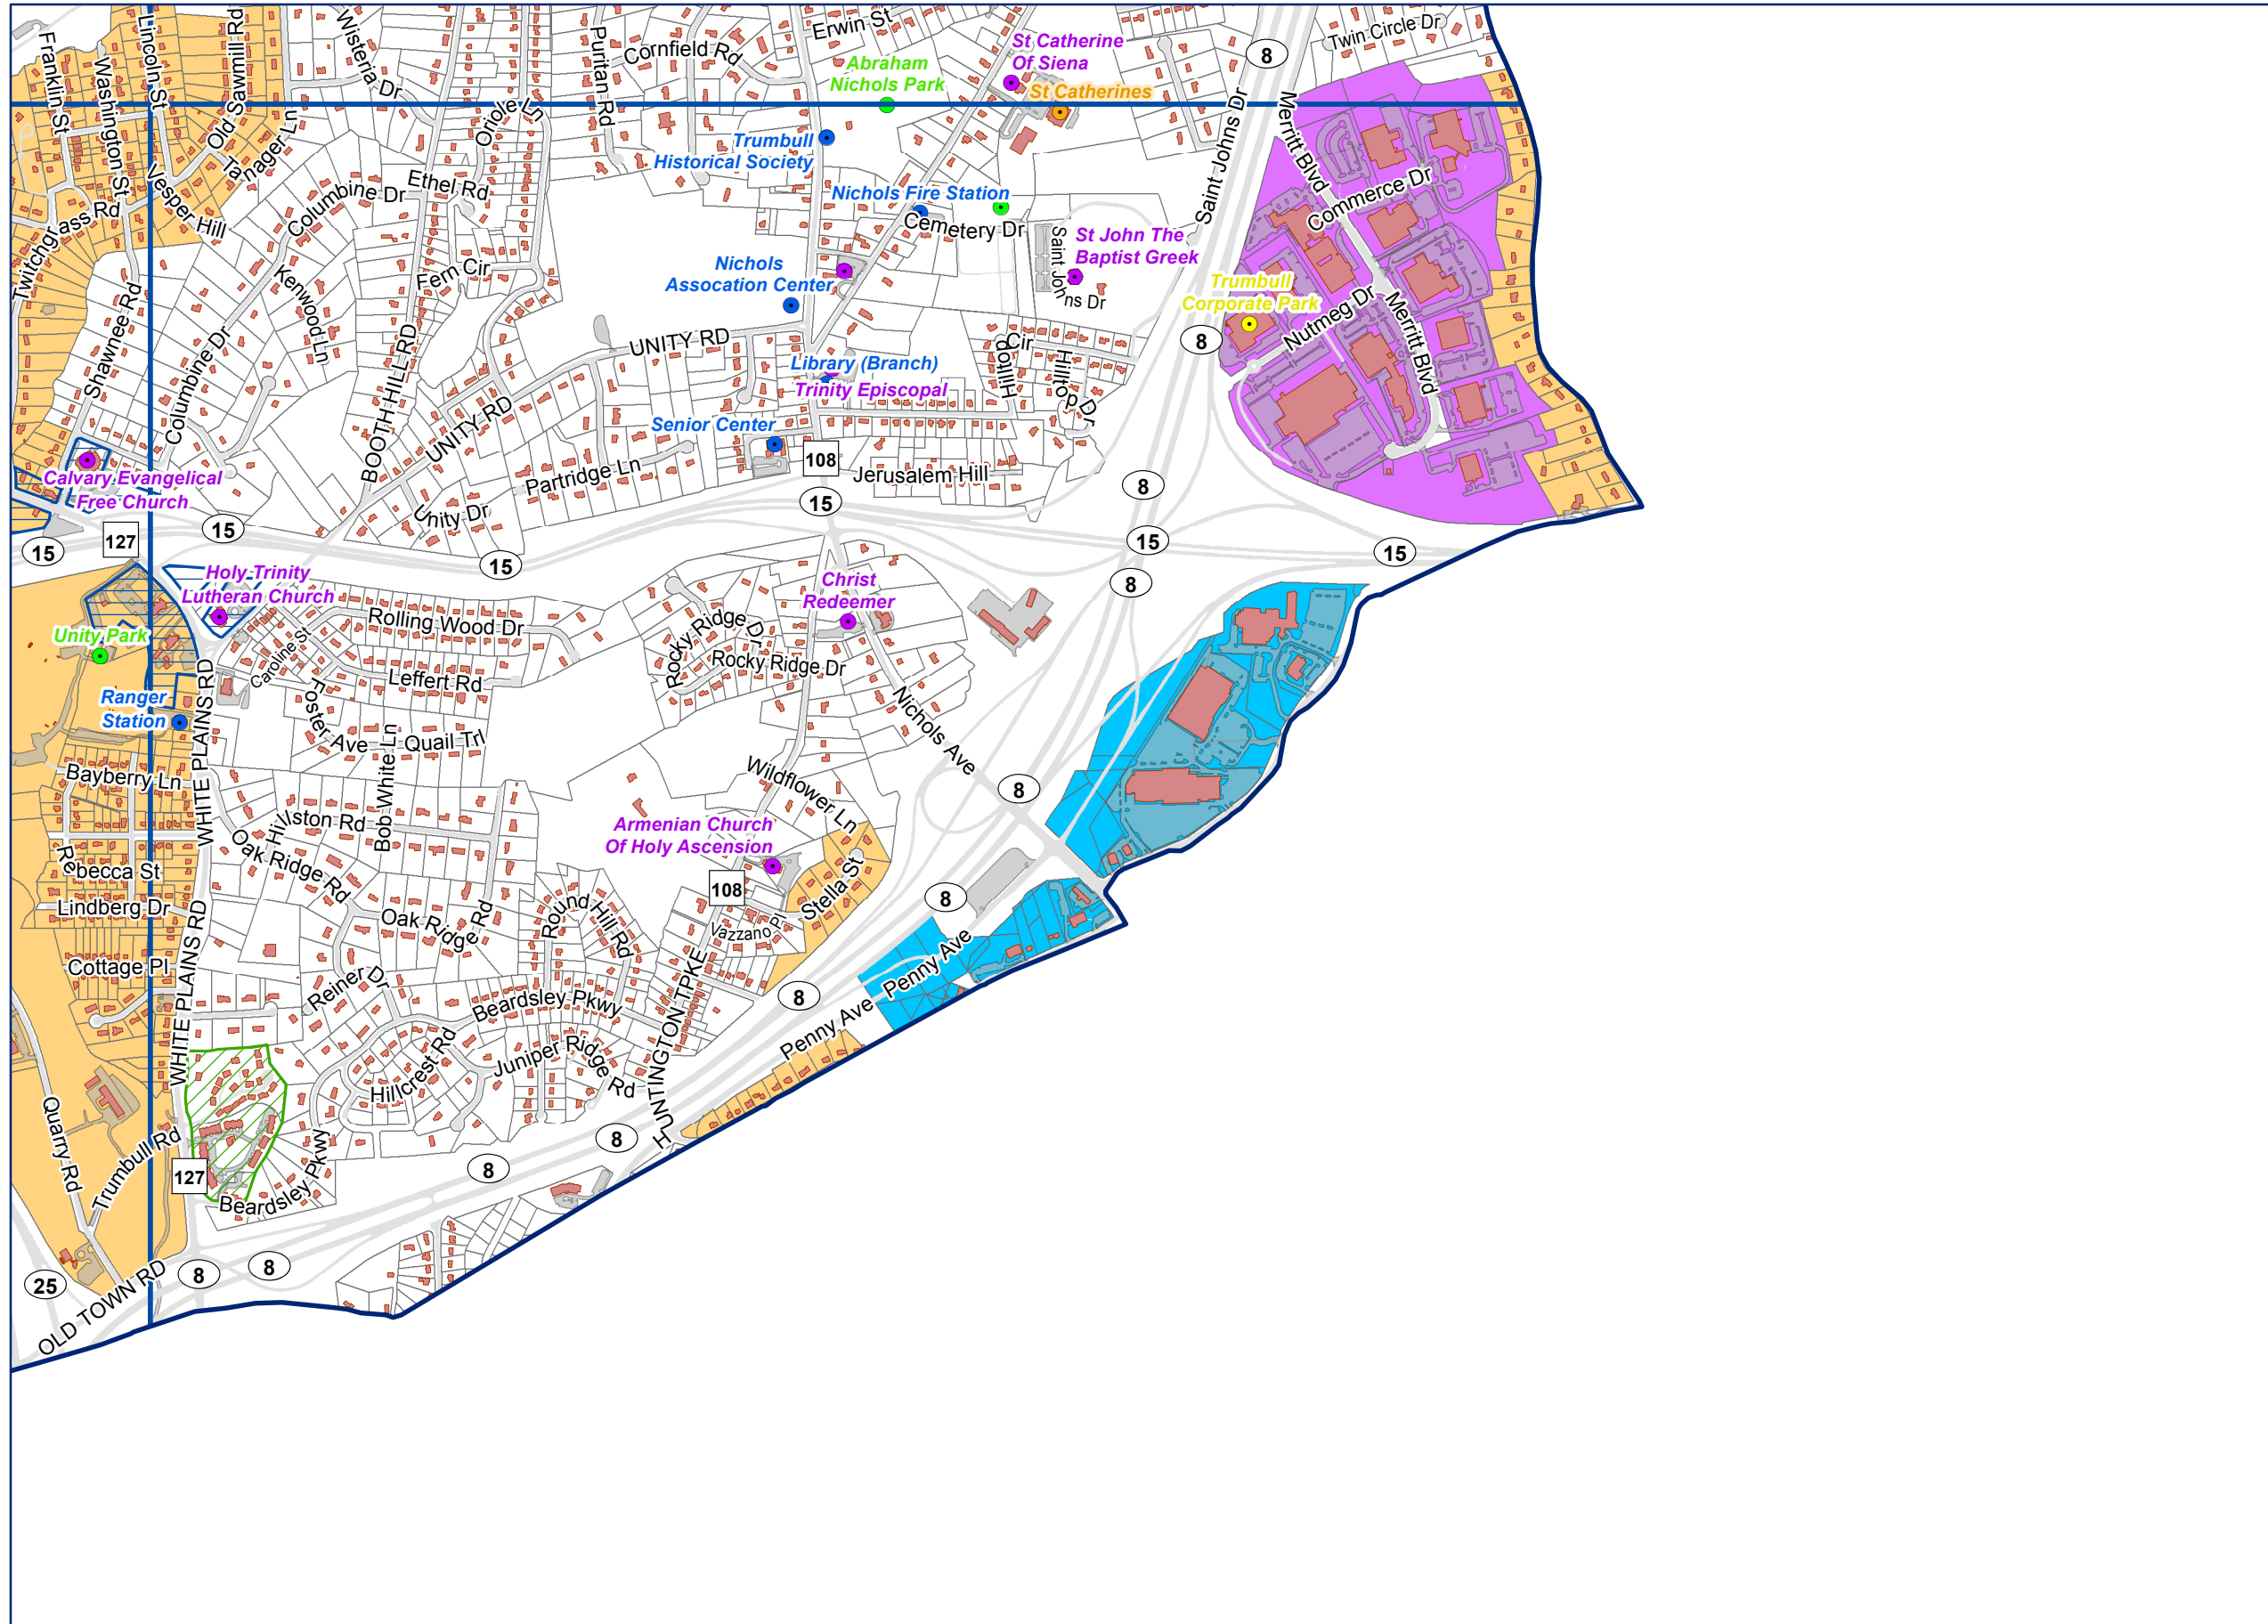 Franklin St
Washington St
Lincoln St
Old Sawmill Rd
Tanager Ln
Wisteria Dr
Oriole Ln
Puritan Rd
Cornfield Rd
Erwin St
Abraham
Nichols Park
St Catherine
Of Siena
St Catherines
8
Twin Circle Dr
Saint Johns Dr
Merritt Blvd
Commerce Dr
Trumbull
Historical Society
Nichols Fire Station
Cemetery Dr
Saint Johns Dr
St John The
Baptist Greek
Twitchgrass Rd
Vesper Hill
Columbine Dr
Ethel Rd
Fern Cir
Kenwood Ln
Shawnee Rd
Columbine Dr
BOOTH HILL RD
Nichols
Assocation Center
Trumbull
Corporate Park
Nutmeg Dr
Merritt Blvd
8
UNITY RD
UNITY RD
Library (Branch)
Trinity Episcopal
Hilltop
Cir
Hilltop Dr
Senior Center
108
Jerusalem Hill
Partridge Ln
Unity Dr
Calvary Evangelical
Free Church
15
127
15
15
15
8
15
8
15
Holy Trinity
Lutheran Church
Unity Park
Ranger
Station
Rolling Wood Dr
Caroline St
Leffert Rd
Foster Ave
Quail Trl
Bob White Ln
Christ
Redeemer
Rocky Ridge Dr
Rocky Ridge Dr
Nichols Ave
WHITE PLAINS RD
Bayberry Ln
Hillston Rd
Oak Ridge Rd
Oak Ridge Rd
Rebecca St
Lindberg Dr
WHITE PLAINS RD
Cottage Pl
Wildflower Ln
Armenian Church
Of Holy Ascension
108
Stella St
Vazzano Pl
8
8
8
Penny Ave
Penny Ave
Round Hill Rd
Reiner Dr
Beardsley Pkwy
Hillcrest Rd
Juniper Ridge Rd
HUNTINGTON TPKE
Quarry Rd
Trumbull Rd
127
Beardsley Pkwy
8
8
25
8
8
OLD TOWN RD